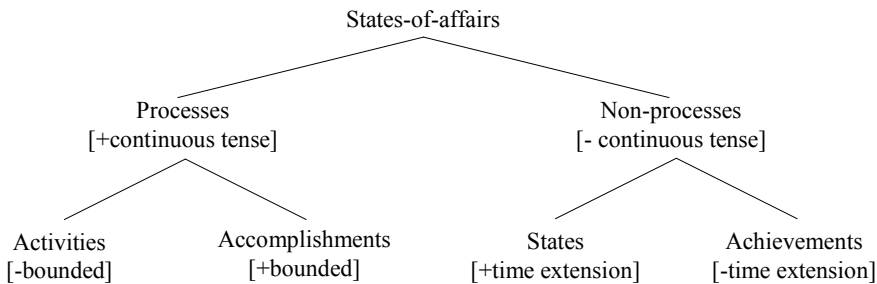 States-of-affairs
Processes
[+continuous tense]
Non-processes
[- continuous tense]
Activities
[-bounded]
Accomplishments
[+bounded]
States
[+time extension]
Achievements
[-time extension]